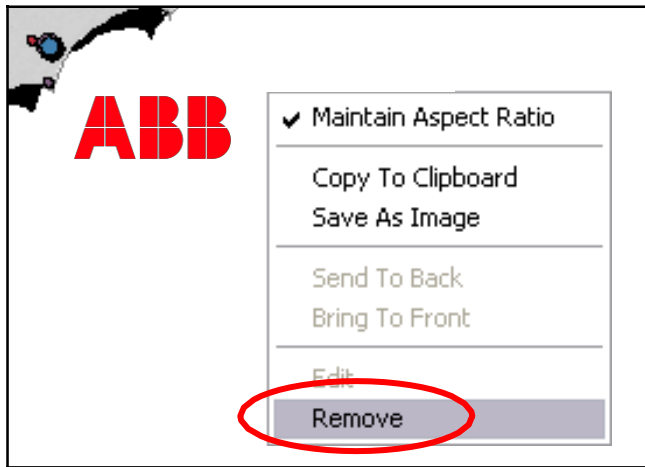 ABB
Maintain Aspect Ratio
Copy To Clipboard
Save As Image
Send To Back
Bring To Front
Edit
Remove